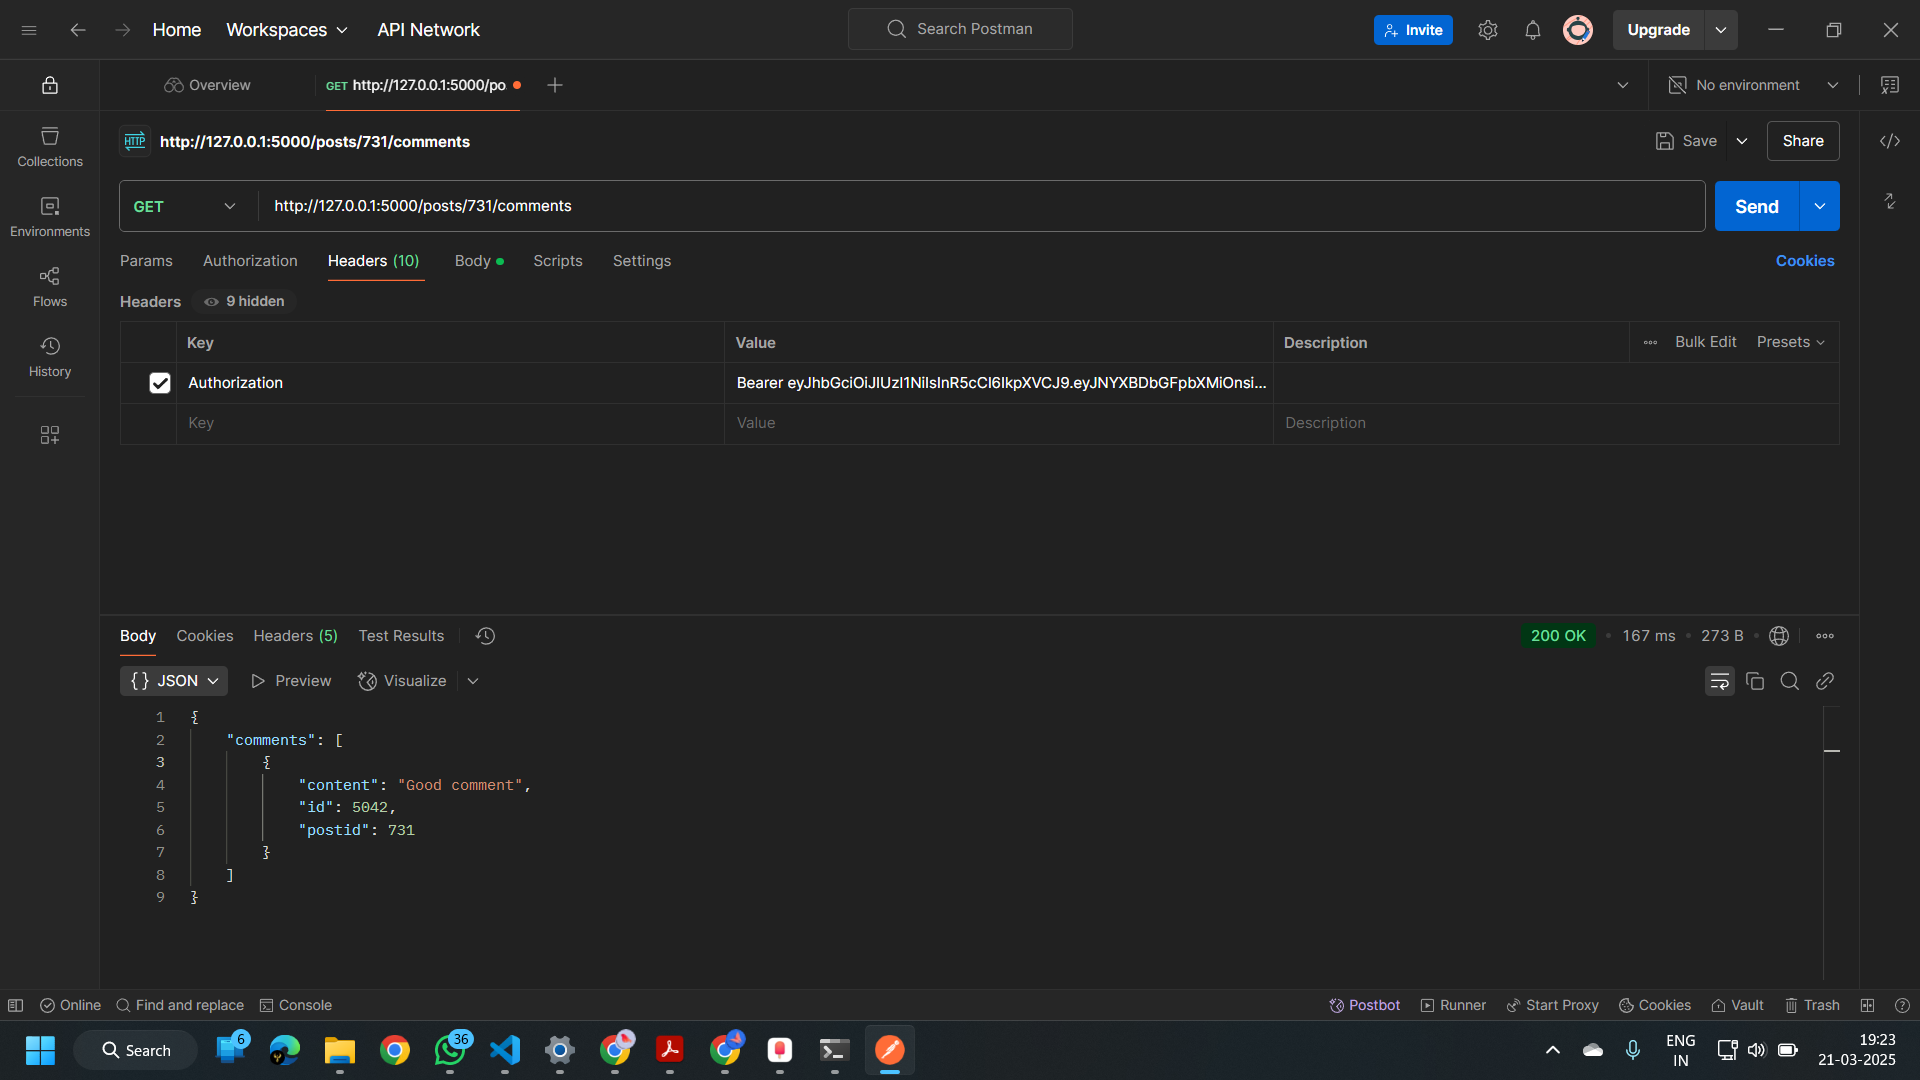 Home Workspaces API Network Search Postman Invite Upgrade
Overview GET http://127.0.0.1:5000/po No environment
HTTP http://127.0.0.1:5000/posts/731/comments Save Share
GET http://127.0.0.1:5000/posts/731/comments Send
Params Authorization Headers (10) Body Scripts Settings Cookies
Headers 9 hidden
Key Value Description Bulk Edit Presets
Authorization Bearer eyJhbGciOiJIUzI1NiIsInR5cCI6IkpXVCJ9.eyJNYXBDbGFpbXMiOnsi...
Key Value Description
Collections
Environments
Flows
History
Body Cookies Headers (5) Test Results 200 OK 167 ms 273 B
{} JSON Preview Visualize
1 {
2 "comments": [
3 {
4 "content": "Good comment",
5 "id": 5042,
6 "postid": 731
7 }
8 ]
9 }
Online Find and replace Console Postbot Runner Start Proxy Cookies Vault Trash
Search 6 36 ENG IN 19:23 21-03-2025